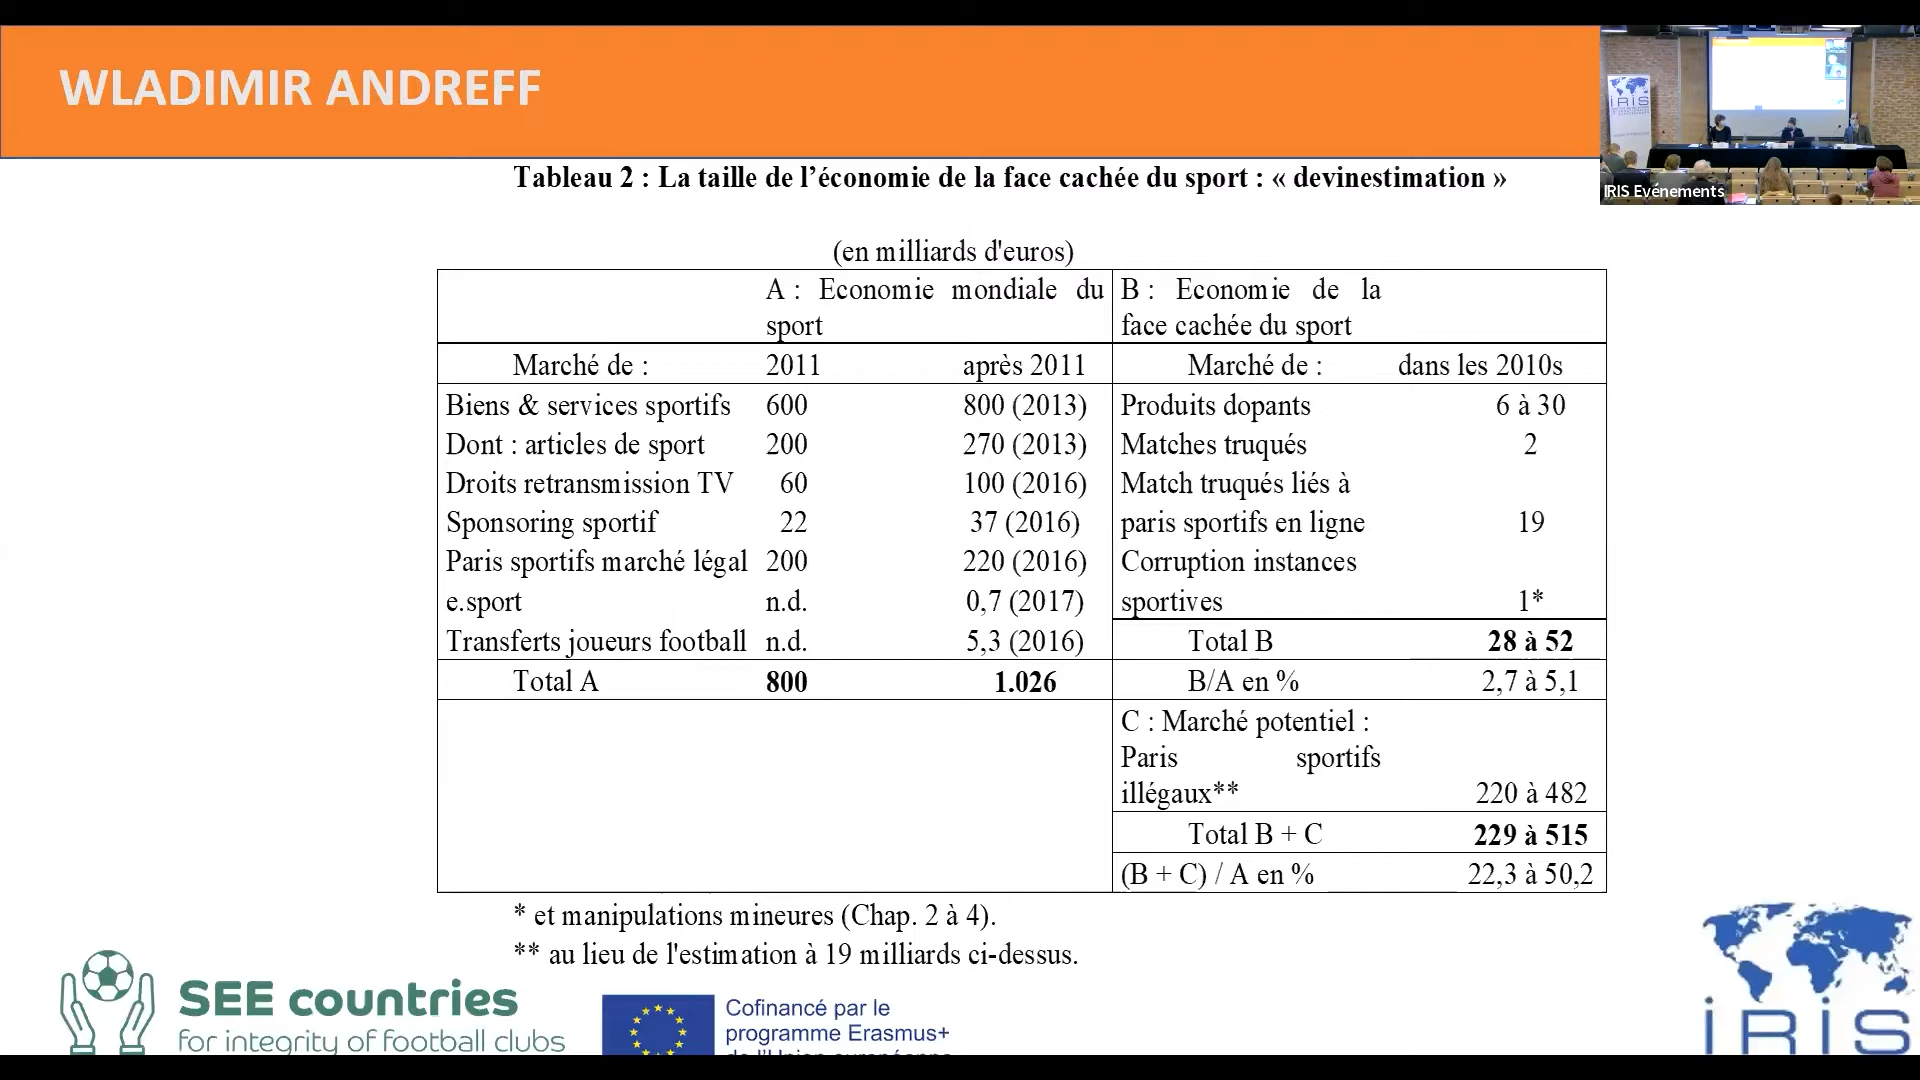 WLADIMIR ANDREFF
IRIS
IRIS Evénements
Tableau 2 : La taille de l'économie de la face cachée du sport : « devinestimation »
(en milliards d'euros)
A : Economie mondiale du
sport
B : Economie de la
face cachée du sport
Marché de : 2011 après 2011 Marché de : dans les 2010s
Biens & services sportifs 600 800 (2013) Produits dopants 6 à 30
Dont : articles de sport 200 270 (2013) Matches truqués 2
Droits retransmission TV 60 100 (2016) Match truqués liés à
Sponsoring sportif 22 37 (2016) paris sportifs en ligne 19
Paris sportifs marché légal 200 220 (2016) Corruption instances
e.sport n.d. 0,7 (2017) sportives 1*
Transferts joueurs football n.d. 5,3 (2016) Total B 28 à 52
Total A 800 1.026 B/A en % 2,7 à 5,1
C : Marché potentiel :
Paris sportifs
illégaux** 220 à 482
Total B + C 229 à 515
(B + C) / A en % 22,3 à 50,2
* et manipulations mineures (Chap. 2 à 4).
** au lieu de l'estimation à 19 milliards ci-dessus.
SEE countries
for integrity of football clubs
Cofinancé par le
programme Erasmus+
de l'Union européenne
IRIS